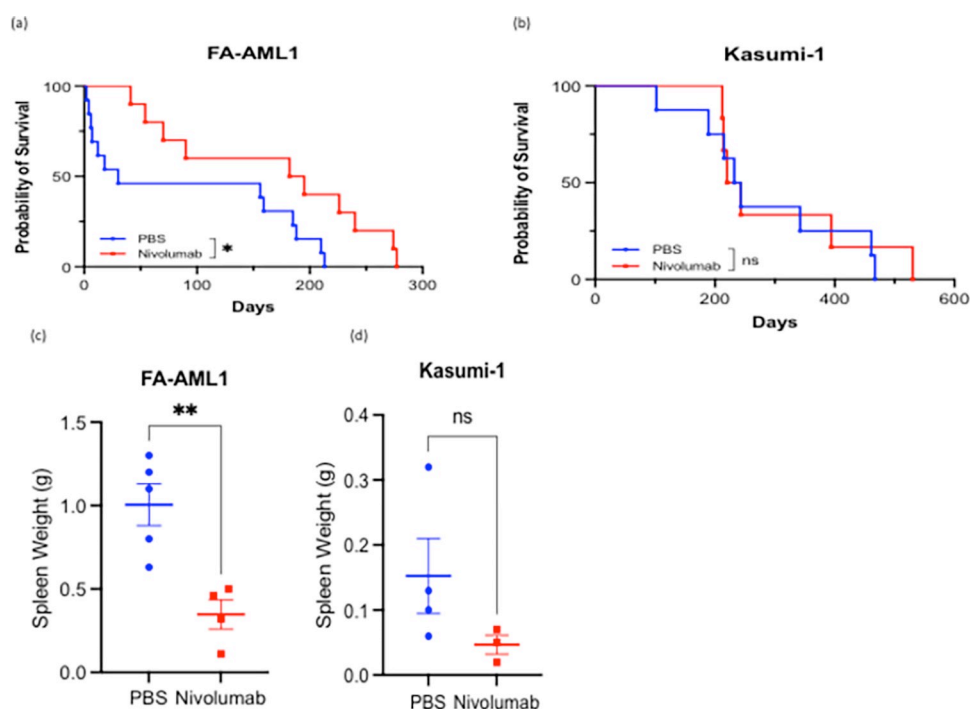 (a)
FA-AML1
Probability of Survival
100
50
0
PBS
Nivolumab
*
0 100 200 300
Days
(b)
Kasumi-1
Probability of Survival
100
50
0
PBS
Nivolumab
ns
0 200 400 600
Days
(c)
FA-AML1
**
Spleen Weight (g)
1.5
1.0
0.5
0.0
PBS Nivolumab
(d)
Kasumi-1
ns
Spleen Weight (g)
0.4
0.3
0.2
0.1
0.0
PBS Nivolumab